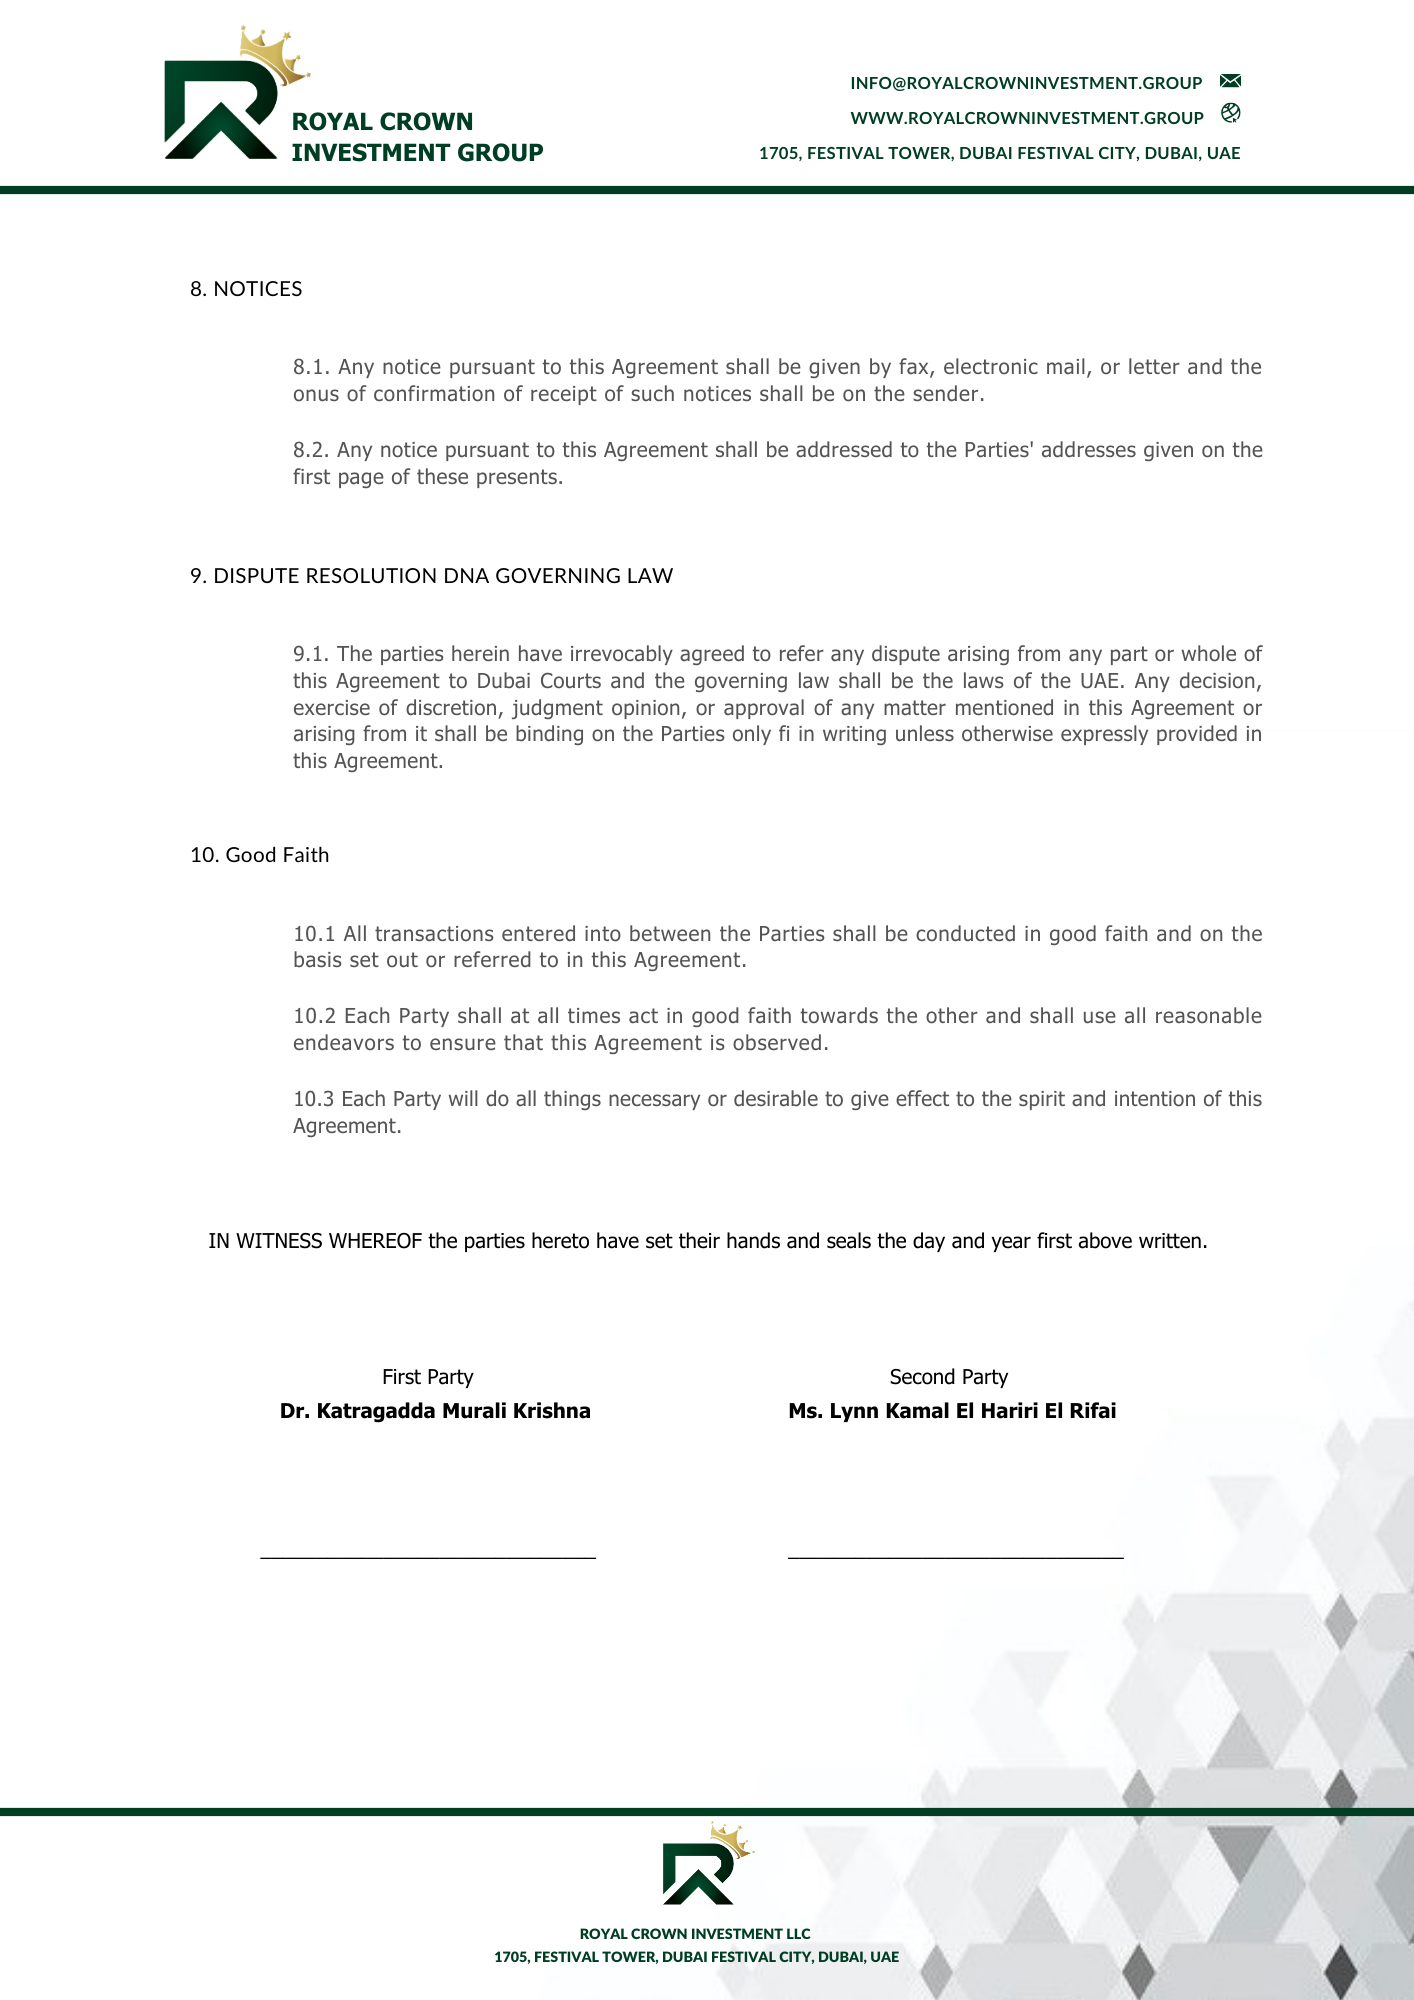 ROYAL CROWN
INVESTMENT GROUP
INFO@ROYALCROWNINVESTMENT.GROUP
WWW.ROYALCROWNINVESTMENT.GROUP
1705, FESTIVAL TOWER, DUBAI FESTIVAL CITY, DUBAI, UAE
8. NOTICES
8.1. Any notice pursuant to this Agreement shall be given by fax, electronic mail, or letter and the
onus of confirmation of receipt of such notices shall be on the sender.
8.2. Any notice pursuant to this Agreement shall be addressed to the Parties' addresses given on the
first page of these presents.
9. DISPUTE RESOLUTION DNA GOVERNING LAW
9.1. The parties herein have irrevocably agreed to refer any dispute arising from any part or whole of
this Agreement to Dubai Courts and the governing law shall be the laws of the UAE. Any decision,
exercise of discretion, judgment opinion, or approval of any matter mentioned in this Agreement or
arising from it shall be binding on the Parties only fi in writing unless otherwise expressly provided in
this Agreement.
10. Good Faith
10.1 All transactions entered into between the Parties shall be conducted in good faith and on the
basis set out or referred to in this Agreement.
10.2 Each Party shall at all times act in good faith towards the other and shall use all reasonable
endeavors to ensure that this Agreement is observed.
10.3 Each Party will do all things necessary or desirable to give effect to the spirit and intention of this
Agreement.
IN WITNESS WHEREOF the parties hereto have set their hands and seals the day and year first above written.
First Party
Dr. Katragadda Murali Krishna
Second Party
Ms. Lynn Kamal El Hariri El Rifai
ROYAL CROWN INVESTMENT LLC
1705, FESTIVAL TOWER, DUBAI FESTIVAL CITY, DUBAI, UAE